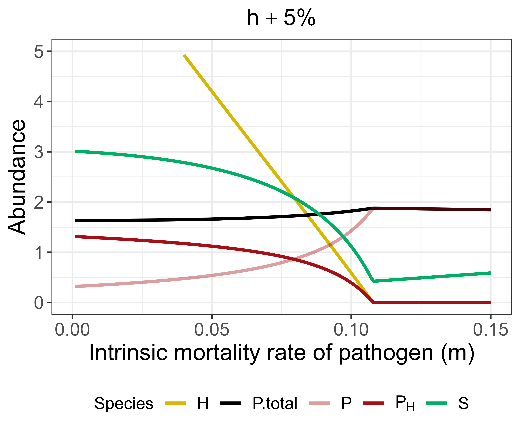 h + 5%
Abundance
5
4
3
2
1
0
0.00 0.05 0.10 0.15
Intrinsic mortality rate of pathogen (m)
Species H P.total P P_H S